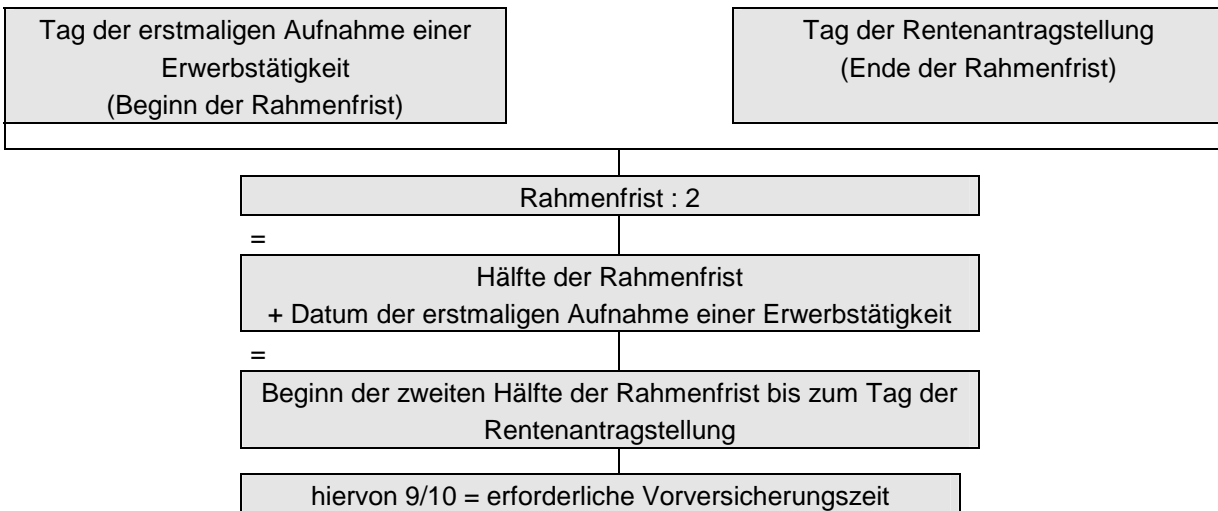 Tag der erstmaligen Aufnahme einer
Erwerbstätigkeit
(Beginn der Rahmenfrist)
Tag der Rentenantragstellung
(Ende der Rahmenfrist)
Rahmenfrist : 2
=
Hälfte der Rahmenfrist
+ Datum der erstmaligen Aufnahme einer Erwerbstätigkeit
=
Beginn der zweiten Hälfte der Rahmenfrist bis zum Tag der
Rentenantragstellung
hiervon 9/10 = erforderliche Vorversicherungszeit